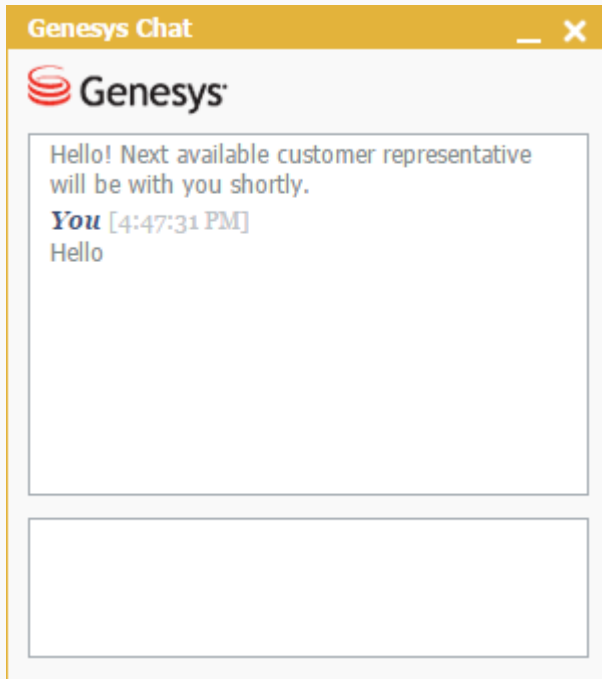 Genesys Chat
Genesys
Hello! Next available customer representative
will be with you shortly.
You [4:47:31 PM]
Hello